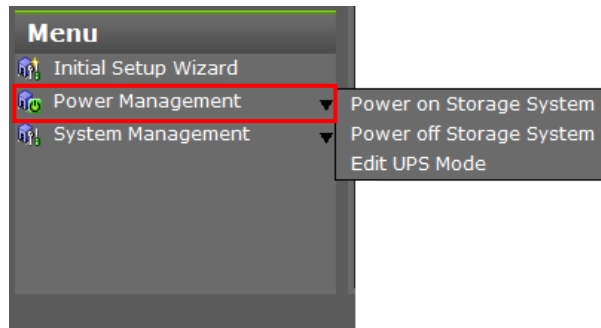 Menu
Initial Setup Wizard
Power Management
System Management
Power on Storage System
Power off Storage System
Edit UPS Mode